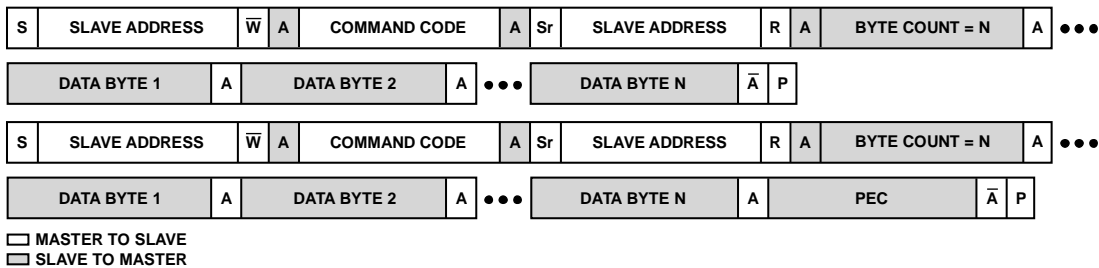 S SLAVE ADDRESS W̅ A COMMAND CODE A Sr SLAVE ADDRESS R A BYTE COUNT = N A •••
DATA BYTE 1 A DATA BYTE 2 A ••• DATA BYTE N A̅ P
S SLAVE ADDRESS W̅ A COMMAND CODE A Sr SLAVE ADDRESS R A BYTE COUNT = N A •••
DATA BYTE 1 A DATA BYTE 2 A ••• DATA BYTE N A PEC A̅ P
MASTER TO SLAVE
SLAVE TO MASTER